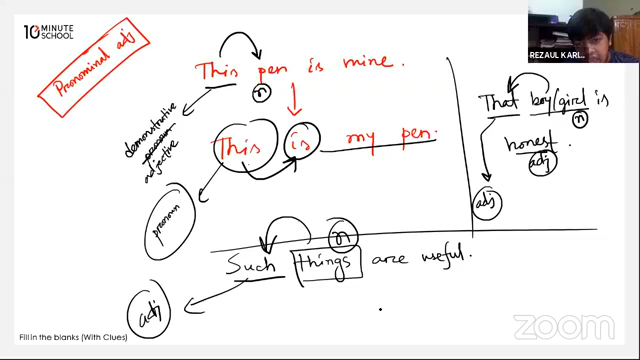 10 MINUTE SCHOOL
Pronominal adj
This pen is mine.
n
demonstrative
pronoun
adjective
This is my pen.
pronoun
That boy/girl is
n
honest.
adj
adj
n
Such things are useful.
adj
Fill in the blanks (With Clues)
REZAUL KARI...
zoom